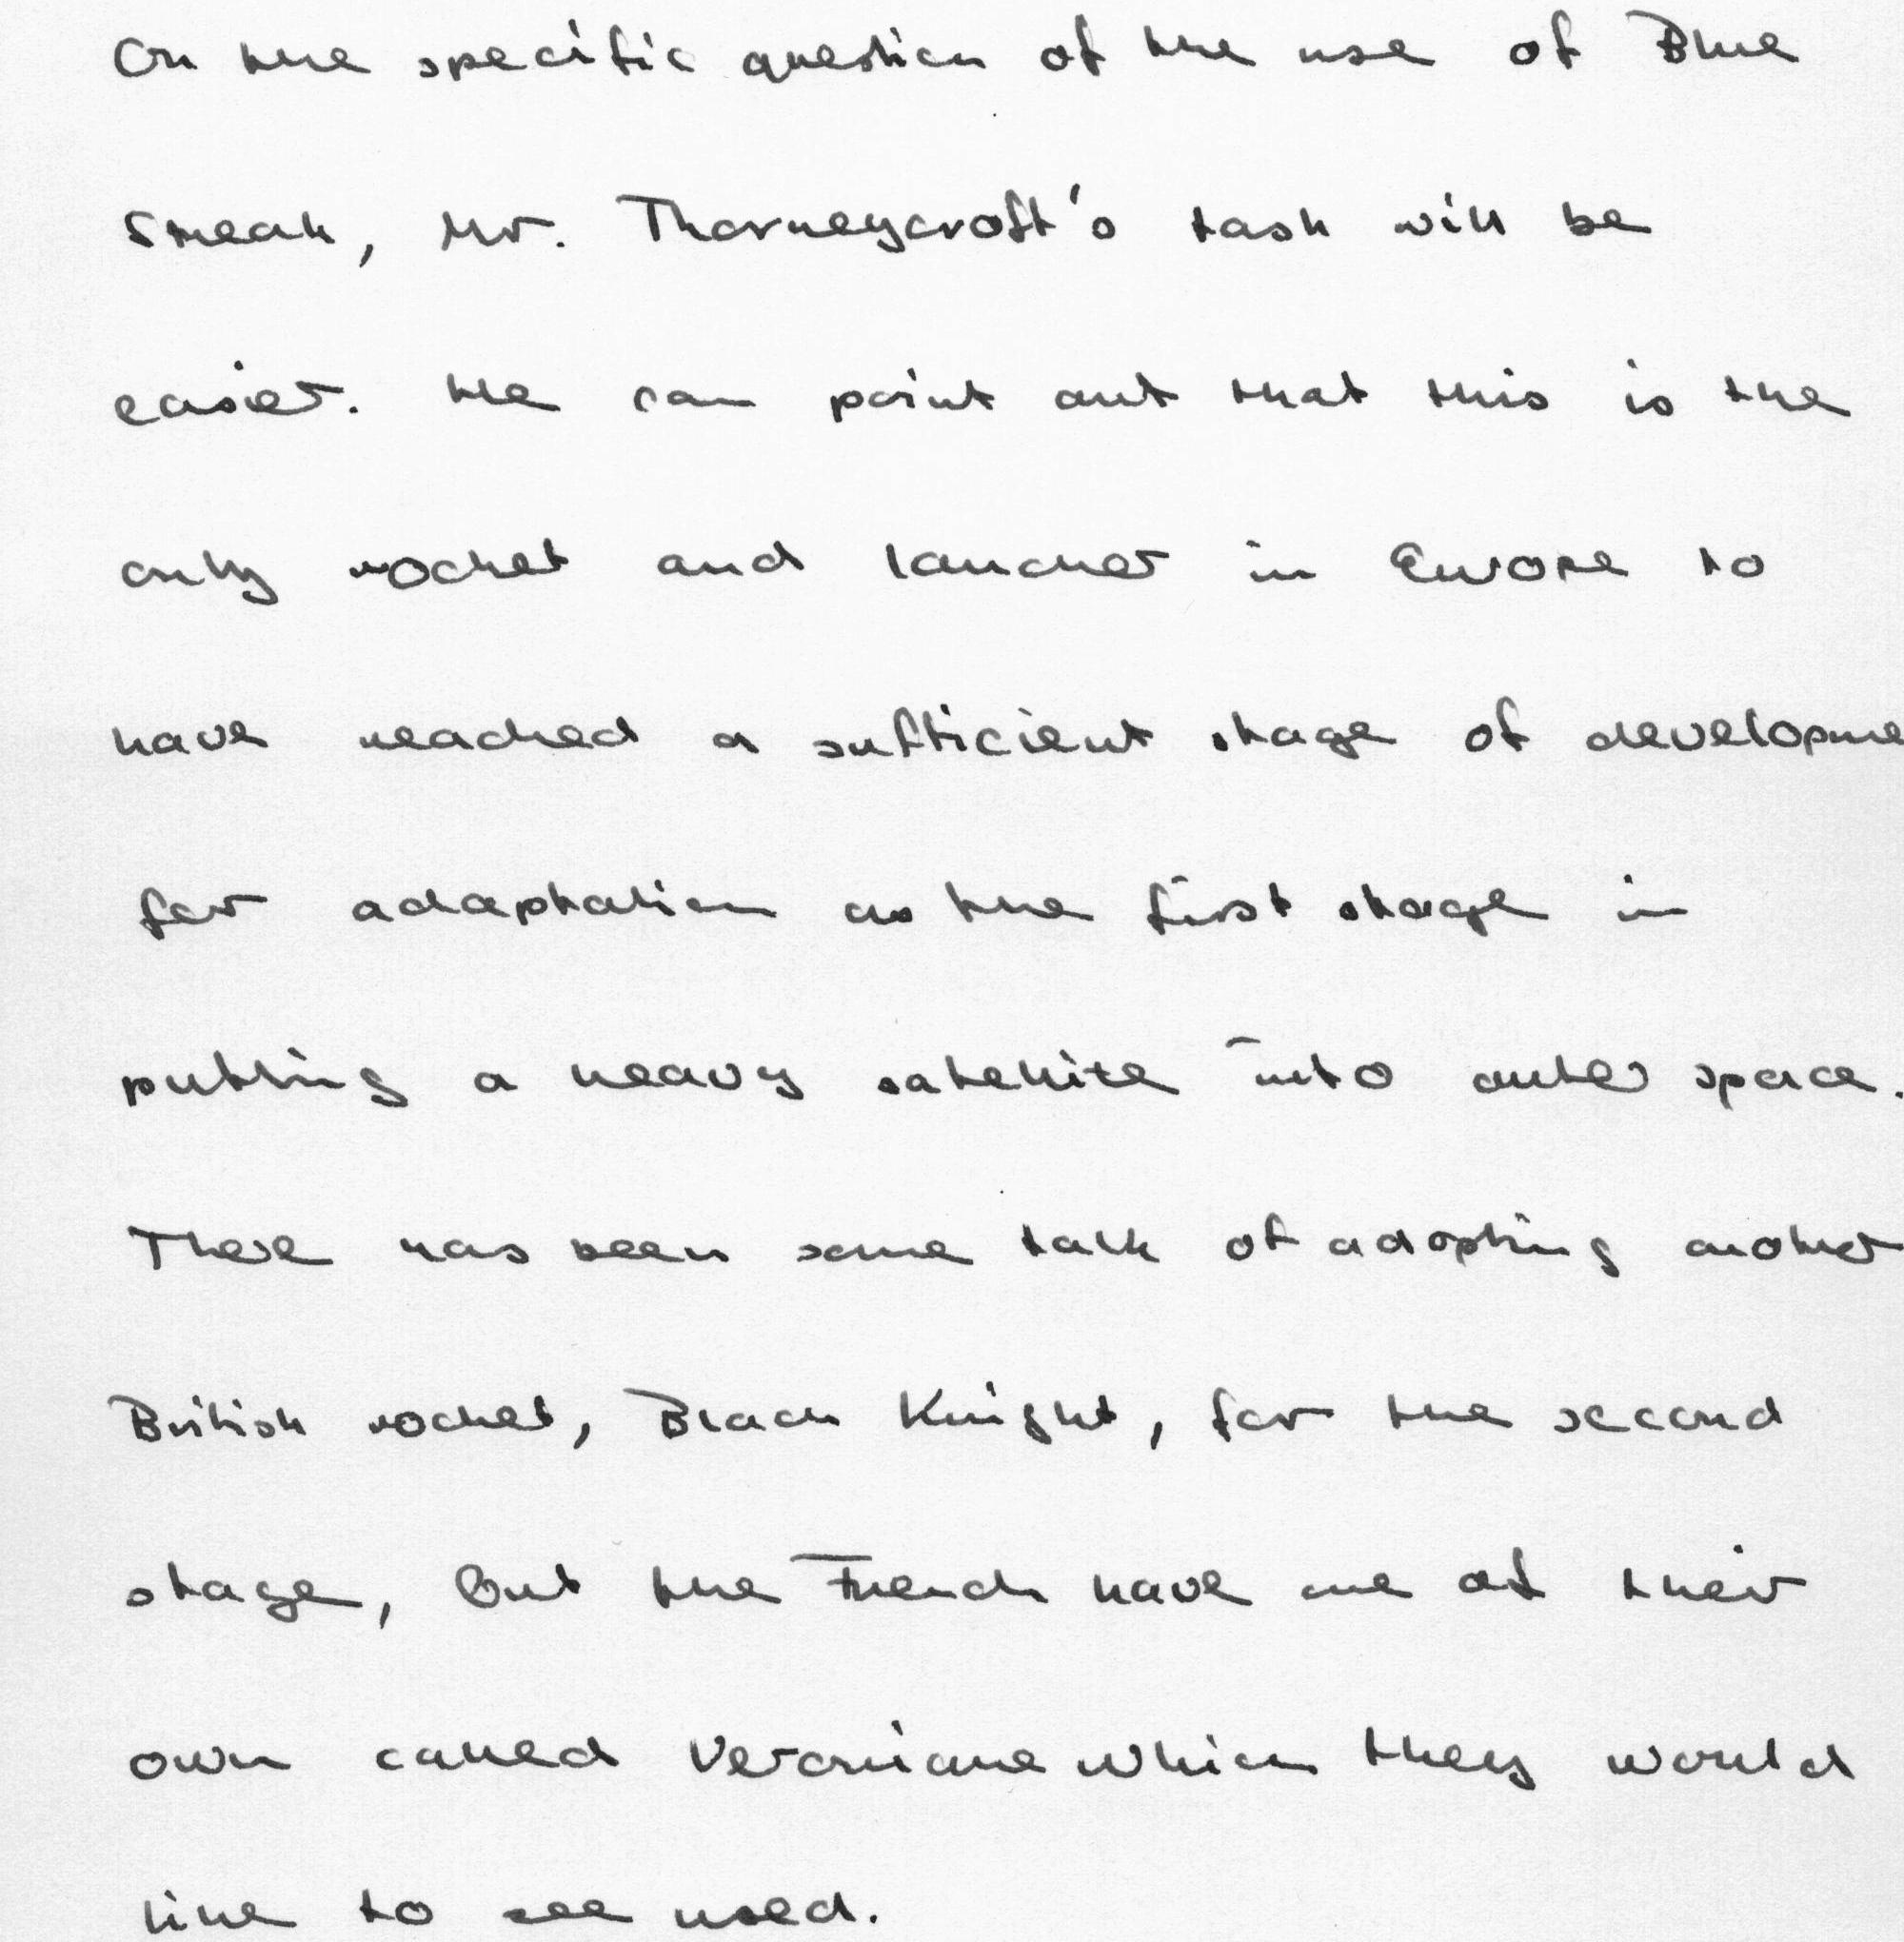 On the specific question of the use of Blue
Streak, Mr. Thorneycroft's task will be
easier. He can point out that this is the
only rocket and launcher in Europe to
have reached a sufficient stage of developme
for adaptation as the first stage in
putting a heavy satellite into outer space.
There has been some talk of adopting another
British rocket, Black Knight, for the second
stage, but the French have one of their
own called Veronique which they would
like to see used.